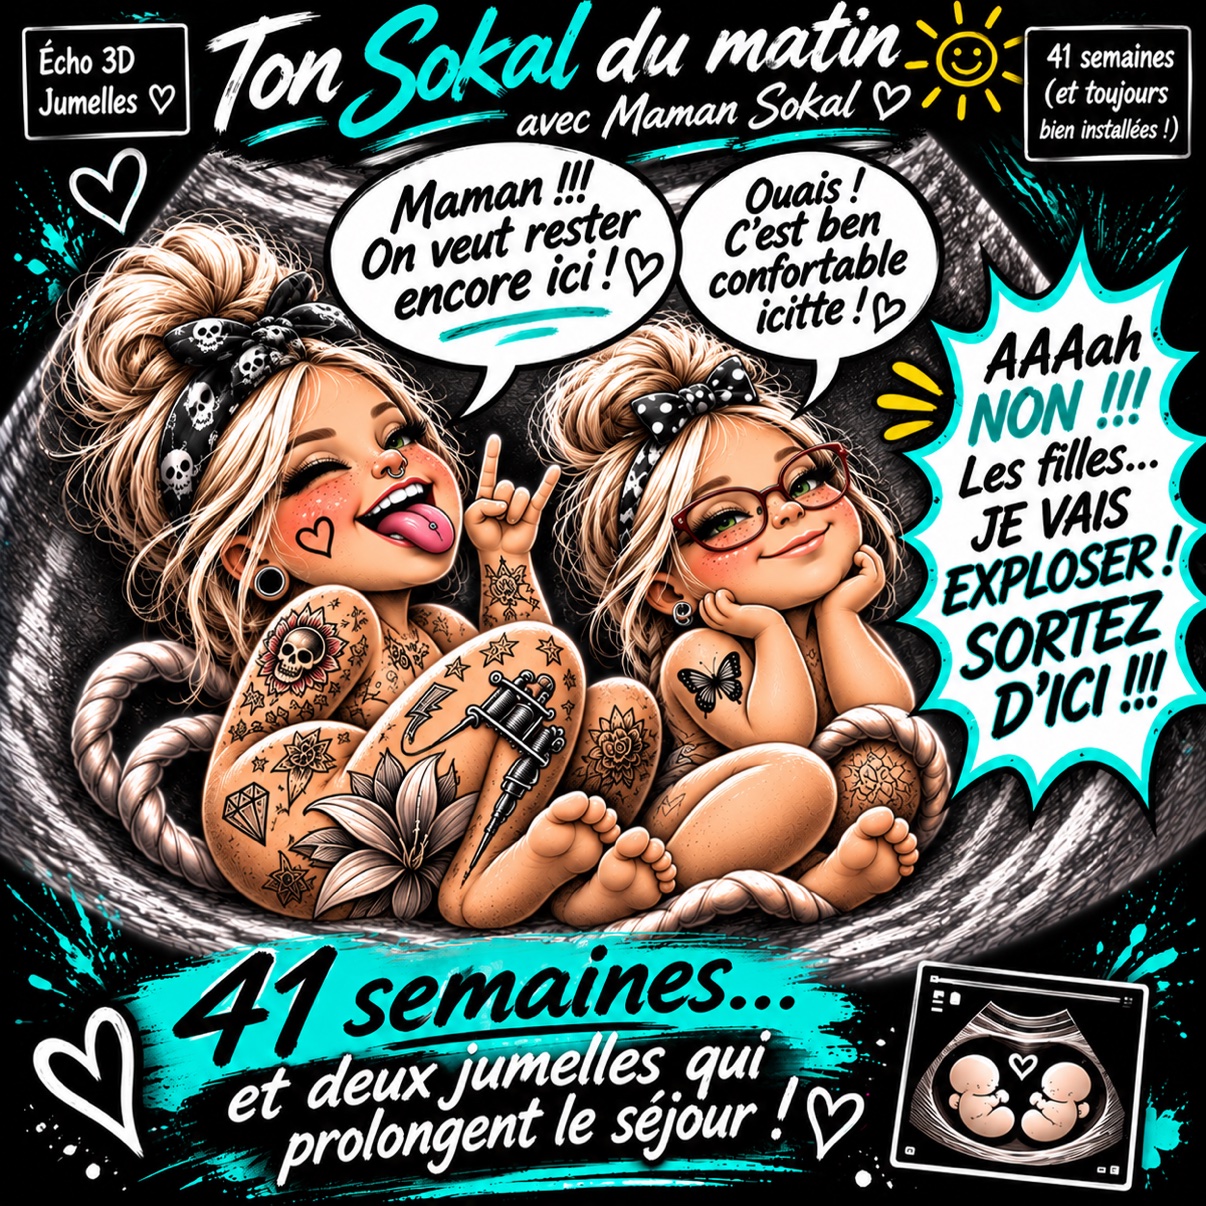 Écho 3D
Jumelles ♡
Ton Sokal du matin
avec Maman Sokal ♡
41 semaines
(et toujours
bien installées !)
Maman !!!
On veut rester
encore ici ! ♡
Ouais !
C'est ben
confortable
icitte ! ♡
AAAah
NON !!!
Les filles...
JE VAIS
EXPLOSER !
SORTEZ
D'ICI !!!
41 semaines...
et deux jumelles qui
prolongent le séjour ! ♡